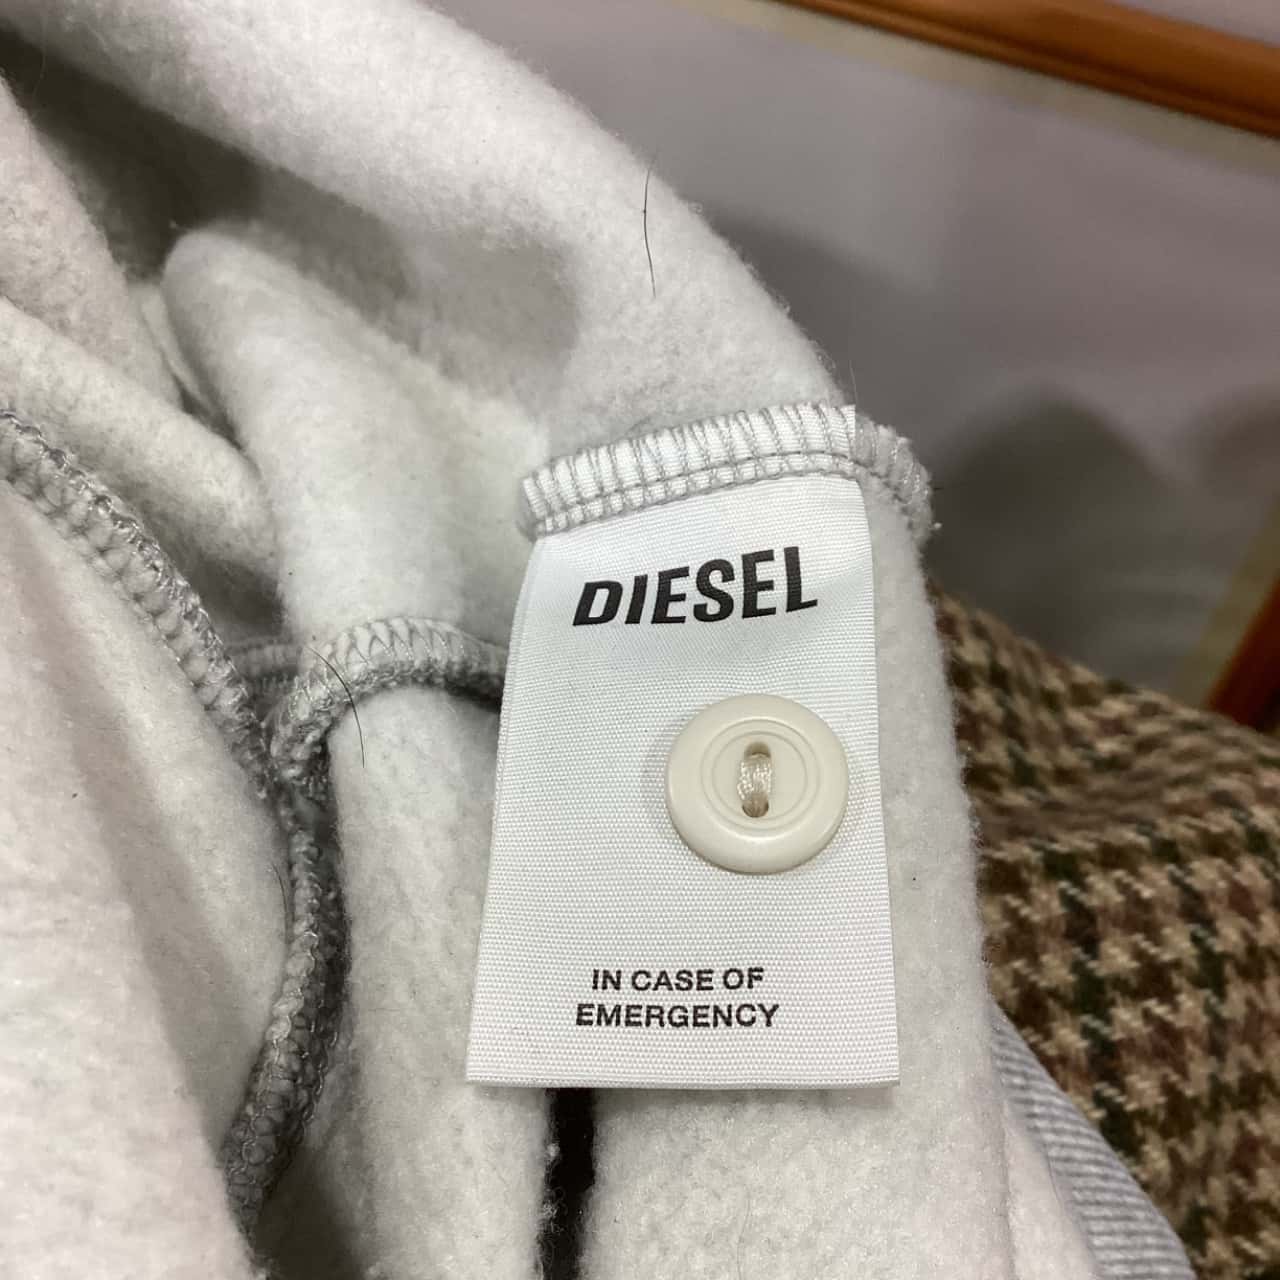 DIESEL
IN CASE OF
EMERGENCY